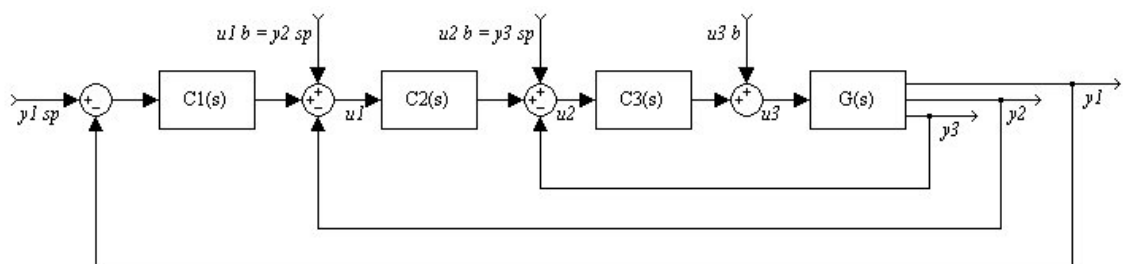 u1 b = y2 sp
u2 b = y3 sp
u3 b
C1(s)
C2(s)
C3(s)
G(s)
y1 sp
u1
u2
u3
y1
y2
y3
+
−
+
+
−
+
+
−
+
+